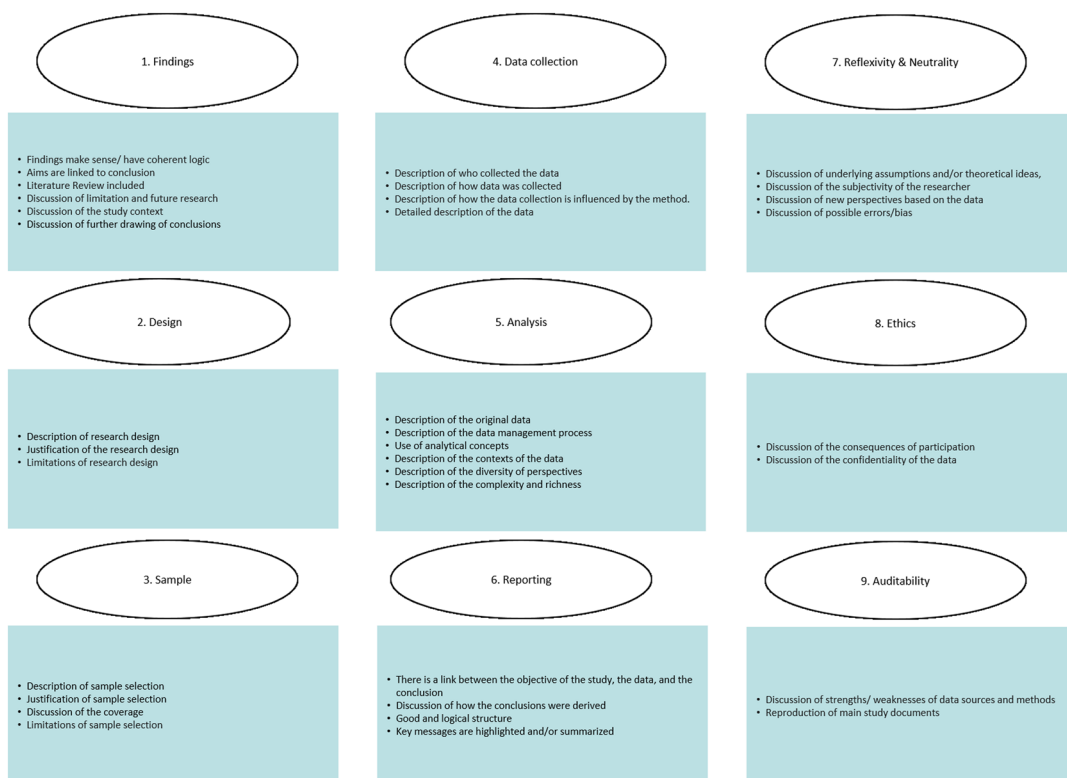 1. Findings
• Findings make sense/ have coherent logic
• Aims are linked to conclusion
• Literature Review included
• Discussion of limitation and future research
• Discussion of the study context
• Discussion of further drawing of conclusions
2. Design
• Description of research design
• Justification of the research design
• Limitations of research design
3. Sample
• Description of sample selection
• Justification of sample selection
• Discussion of the coverage
• Limitations of sample selection
4. Data collection
• Description of who collected the data
• Description of how data was collected
• Description of how the data collection is influenced by the method.
• Detailed description of the data
5. Analysis
• Description of the original data
• Description of the data management process
• Use of analytical concepts
• Description of the contexts of the data
• Description of the diversity of perspectives
• Description of the complexity and richness
6. Reporting
• There is a link between the objective of the study, the data, and the
conclusion
• Discussion of how the conclusions were derived
• Good and logical structure
• Key messages are highlighted and/or summarized
7. Reflexivity & Neutrality
• Discussion of underlying assumptions and/or theoretical ideas,
• Discussion of the subjectivity of the researcher
• Discussion of new perspectives based on the data
• Discussion of possible errors/bias
8. Ethics
• Discussion of the consequences of participation
• Discussion of the confidentiality of the data
9. Auditability
• Discussion of strengths/ weaknesses of data sources and methods
• Reproduction of main study documents